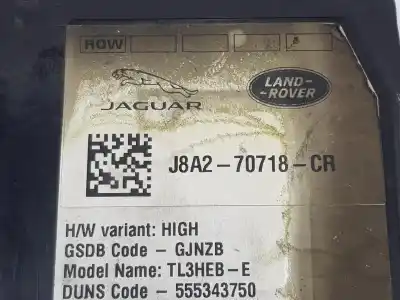 ROW
JAGUAR
LAND-
-ROVER
J8A2-70718-CR
H/W variant: HIGH
GSDB Code - GJNZB
Model Name: TL3HEB-E
DUNS Code - 555343750